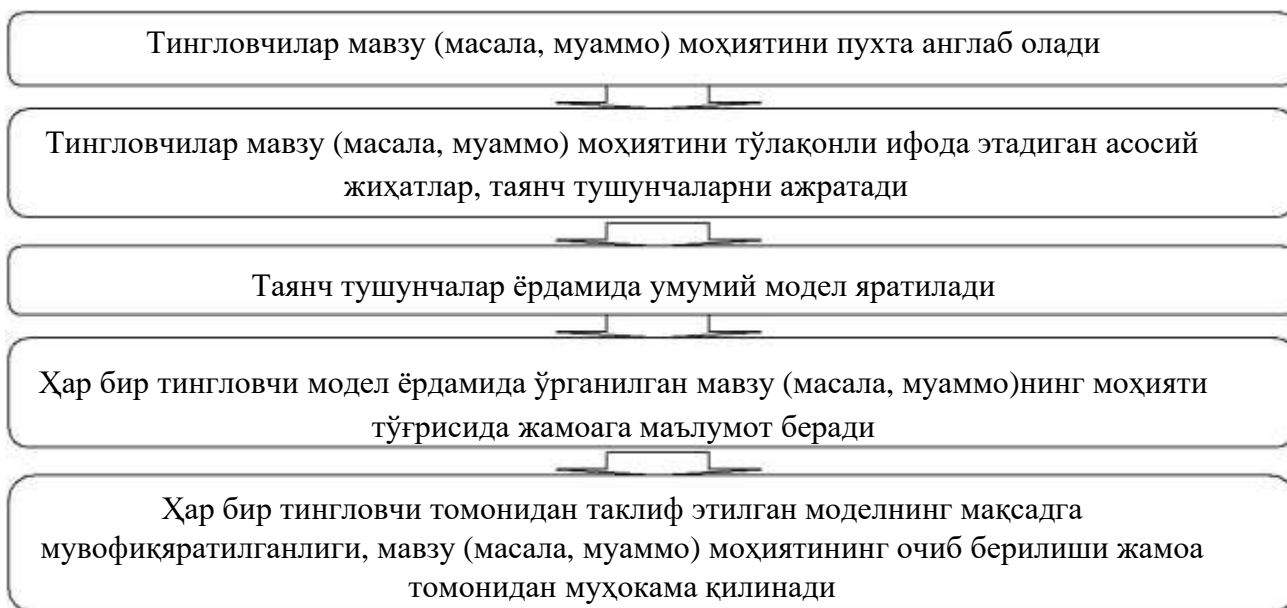 Тингловчилар мавзу (масала, муаммо) моҳиятини пухта англаб олади
Тингловчилар мавзу (масала, муаммо) моҳиятини тўлақонли ифода этадиган асосий
жиҳатлар, таянч тушунчаларни ажратади
Таянч тушунчалар ёрдамида умумий модел яратилади
Ҳар бир тингловчи модел ёрдамида ўрганилган мавзу (масала, муаммо)нинг моҳияти
тўғрисида жамоага маълумот беради
Ҳар бир тингловчи томонидан таклиф этилган моделнинг мақсадга
мувофиқяратилганлиги, мавзу (масала, муаммо) моҳиятининг очиб берилиши жамоа
томонидан муҳокама қилинади